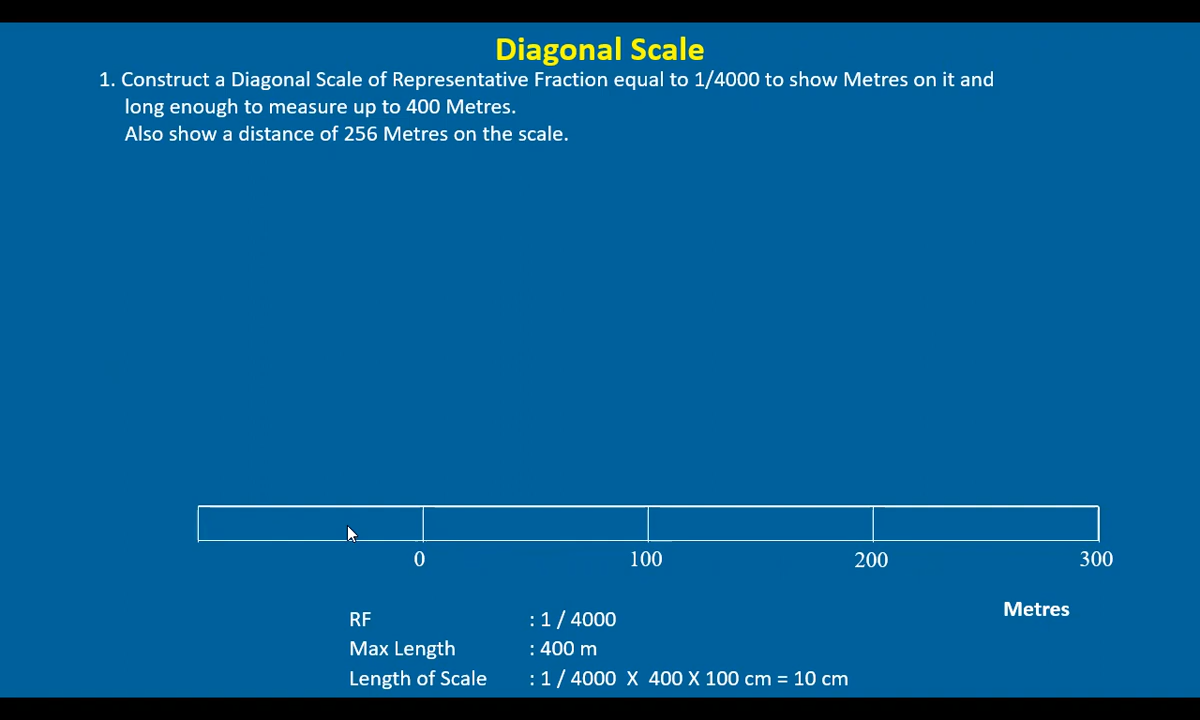 Diagonal Scale
1. Construct a Diagonal Scale of Representative Fraction equal to 1/4000 to show Metres on it and
long enough to measure up to 400 Metres.
Also show a distance of 256 Metres on the scale.
0 100 200 300
Metres
RF : 1 / 4000
Max Length : 400 m
Length of Scale : 1 / 4000 X 400 X 100 cm = 10 cm